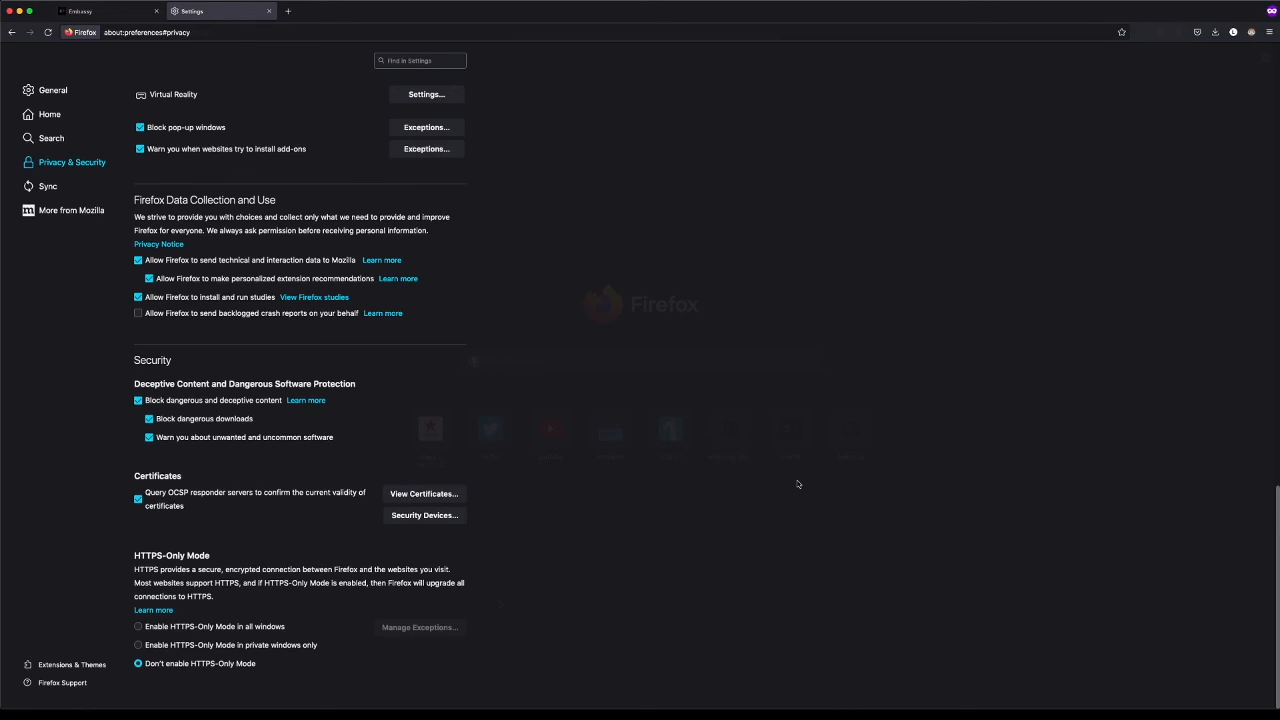 Embassy
Settings
Firefox
about:preferences#privacy
Find in Settings
General
Home
Search
Privacy & Security
Sync
More from Mozilla
Virtual Reality
Settings...
Block pop-up windows
Exceptions...
Warn you when websites try to install add-ons
Exceptions...
Firefox Data Collection and Use
We strive to provide you with choices and collect only what we need to provide and improve
Firefox for everyone. We always ask permission before receiving personal information.
Privacy Notice
Allow Firefox to send technical and interaction data to Mozilla Learn more
Allow Firefox to make personalized extension recommendations Learn more
Allow Firefox to install and run studies View Firefox studies
Allow Firefox to send backlogged crash reports on your behalf Learn more
Firefox
Security
Deceptive Content and Dangerous Software Protection
Block dangerous and deceptive content Learn more
Block dangerous downloads
Warn you about unwanted and uncommon software
Certificates
Query OCSP responder servers to confirm the current validity of
certificates
View Certificates...
Security Devices...
HTTPS-Only Mode
HTTPS provides a secure, encrypted connection between Firefox and the websites you visit.
Most websites support HTTPS, and if HTTPS-Only Mode is enabled, then Firefox will upgrade all
connections to HTTPS.
Learn more
Enable HTTPS-Only Mode in all windows
Manage Exceptions...
Enable HTTPS-Only Mode in private windows only
Don't enable HTTPS-Only Mode
Extensions & Themes
Firefox Support